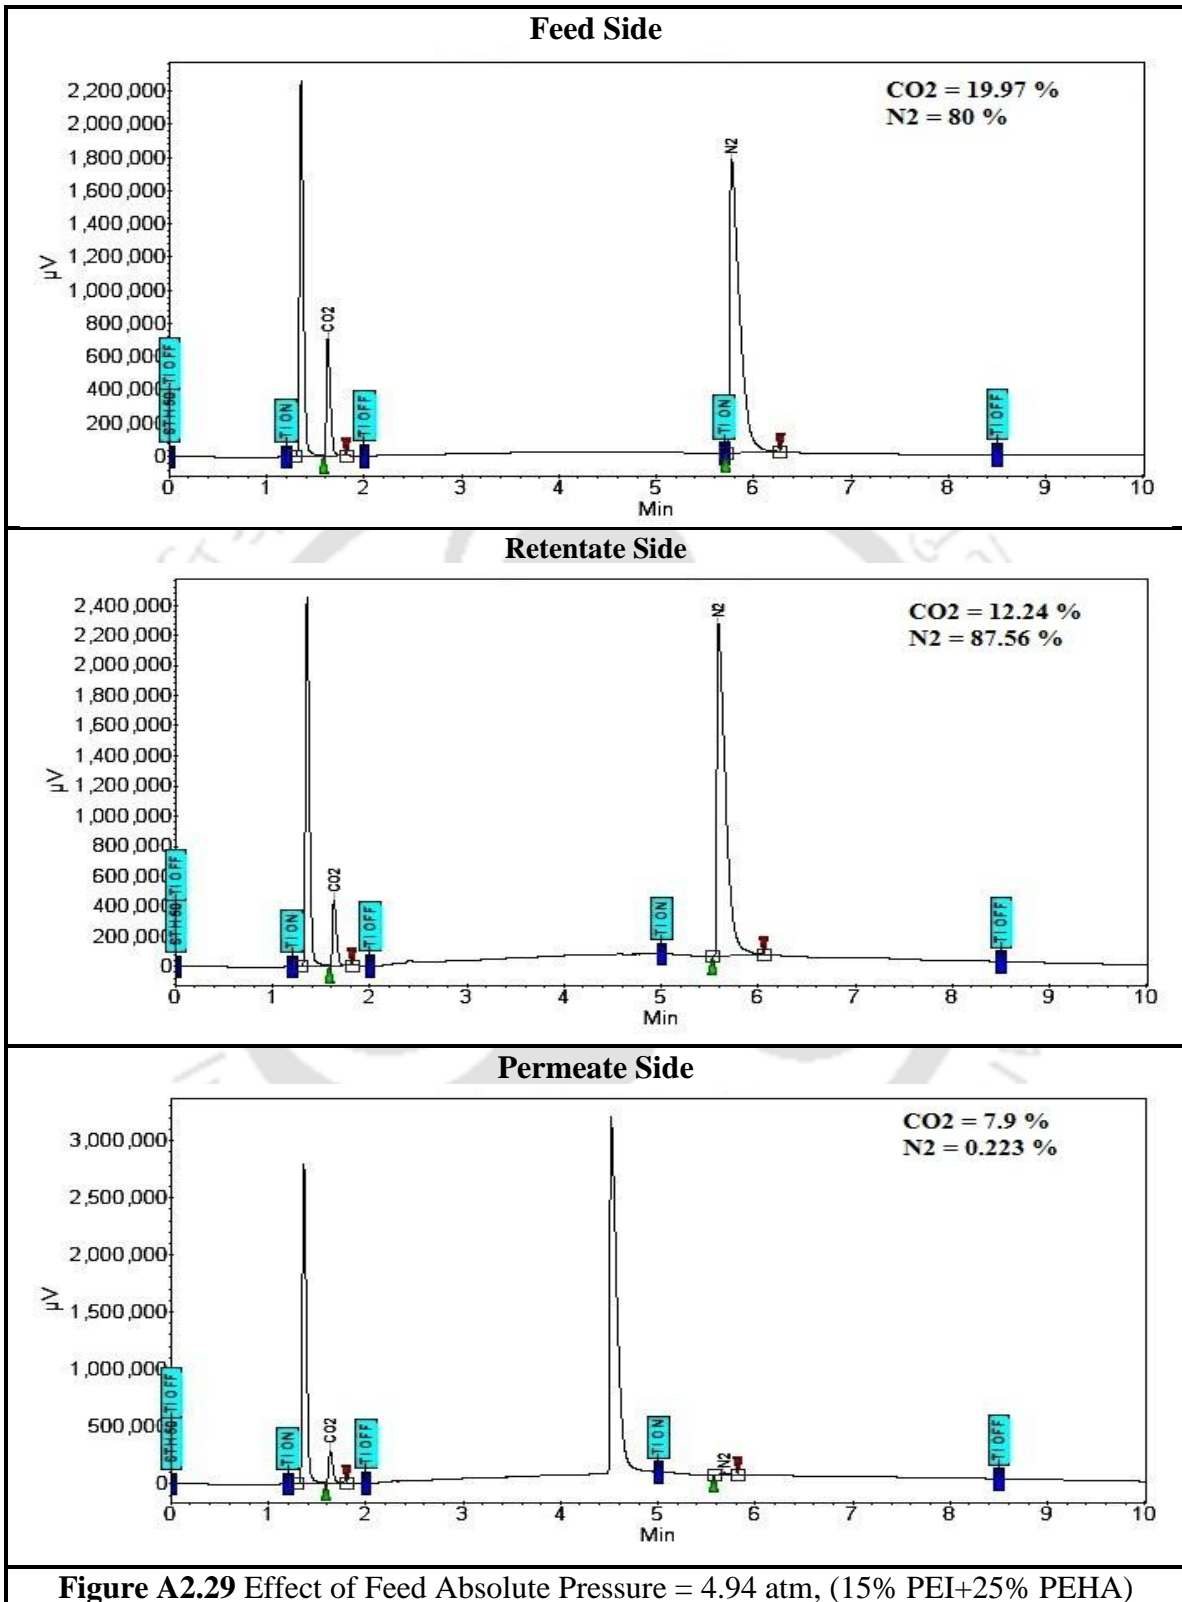 Feed Side
CO2 = 19.97 %
N2 = 80 %
2,200,000
2,000,000
1,800,000
1,600,000
1,400,000
1,200,000
1,000,000
800,000
600,000
400,000
200,000
0
µV
TI OFF
TI ON
CO2
TI OFF
N2
TI ON
TI OFF
0 1 2 3 4 5 6 7 8 9 10
Min
Retentate Side
CO2 = 12.24 %
N2 = 87.56 %
2,400,000
2,200,000
2,000,000
1,800,000
1,600,000
1,400,000
1,200,000
1,000,000
800,000
600,000
400,000
200,000
0
µV
TI OFF
TI ON
CO2
TI OFF
TI ON
N2
TI OFF
0 1 2 3 4 5 6 7 8 9 10
Min
Permeate Side
CO2 = 7.9 %
N2 = 0.223 %
3,000,000
2,500,000
2,000,000
1,500,000
1,000,000
500,000
0
µV
TI OFF
TI ON
CO2
TI OFF
TI ON
N2
TI OFF
0 1 2 3 4 5 6 7 8 9 10
Min
Figure A2.29 Effect of Feed Absolute Pressure = 4.94 atm, (15% PEI+25% PEHA)